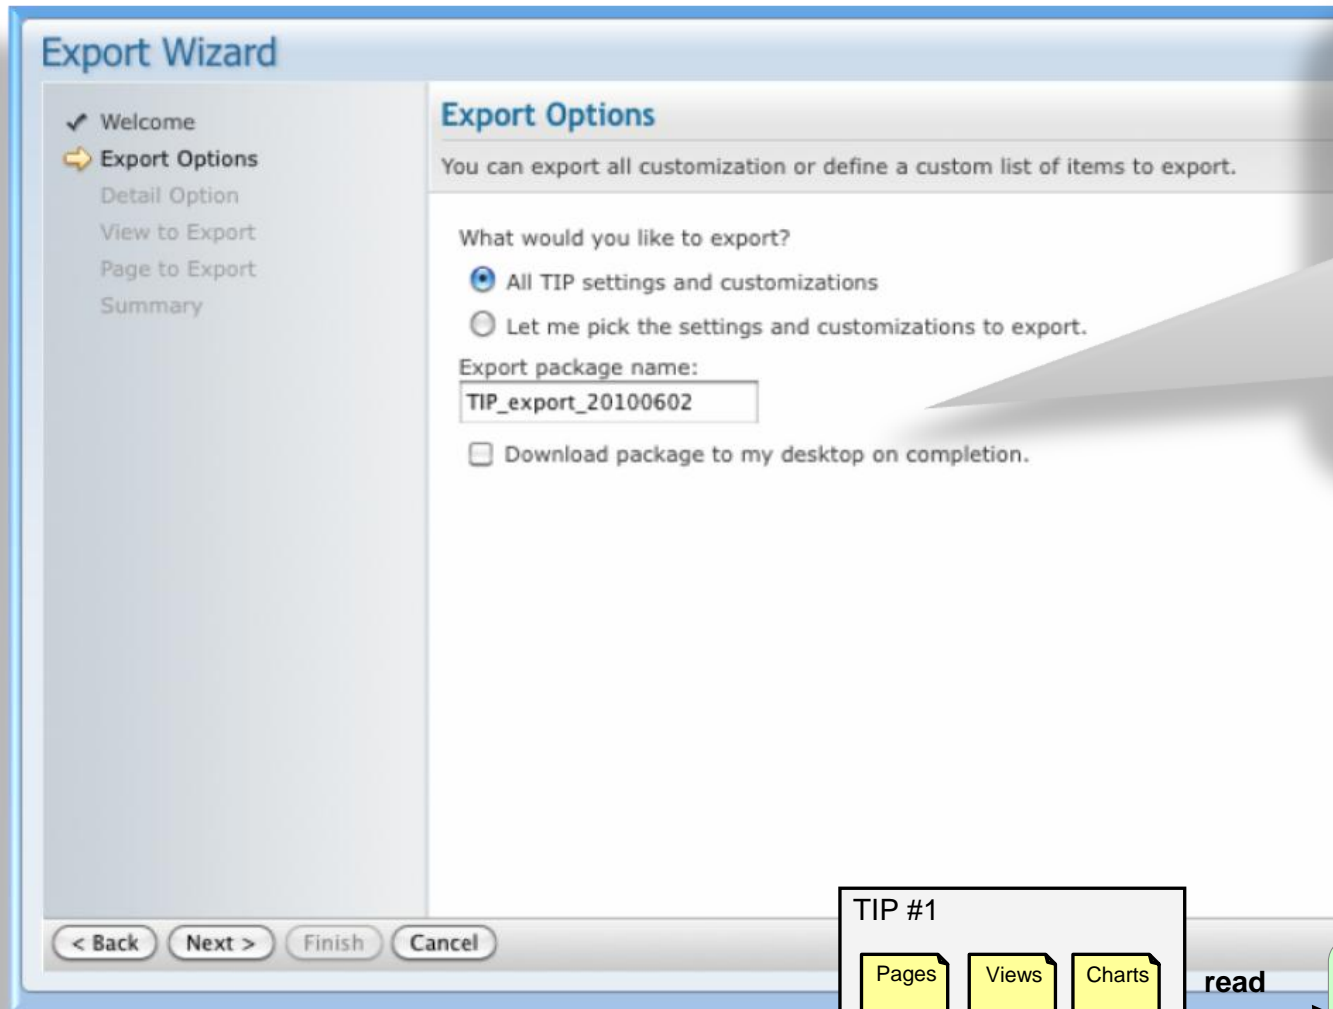 Export Wizard
Welcome
Export Options
Detail Option
View to Export
Page to Export
Summary
Export Options
You can export all customization or define a custom list of items to export.
What would you like to export?
All TIP settings and customizations
Let me pick the settings and customizations to export.
Export package name:
TIP_export_20100602
Download package to my desktop on completion.
< Back Next > Finish Cancel
TIP #1
Pages Views Charts
read